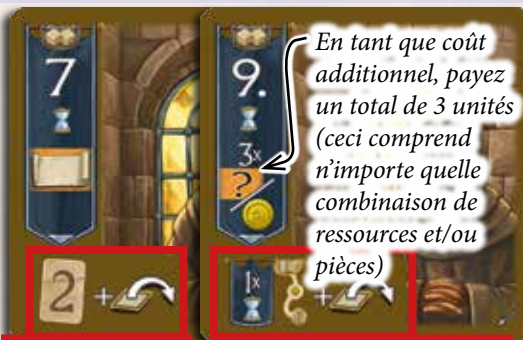 7
2
+
9.
3x
?
1x
+
En tant que coût
additionnel, payez
un total de 3 unités
(ceci comprend
n'importe quelle
combinaison de
ressources et/ou
pièces)